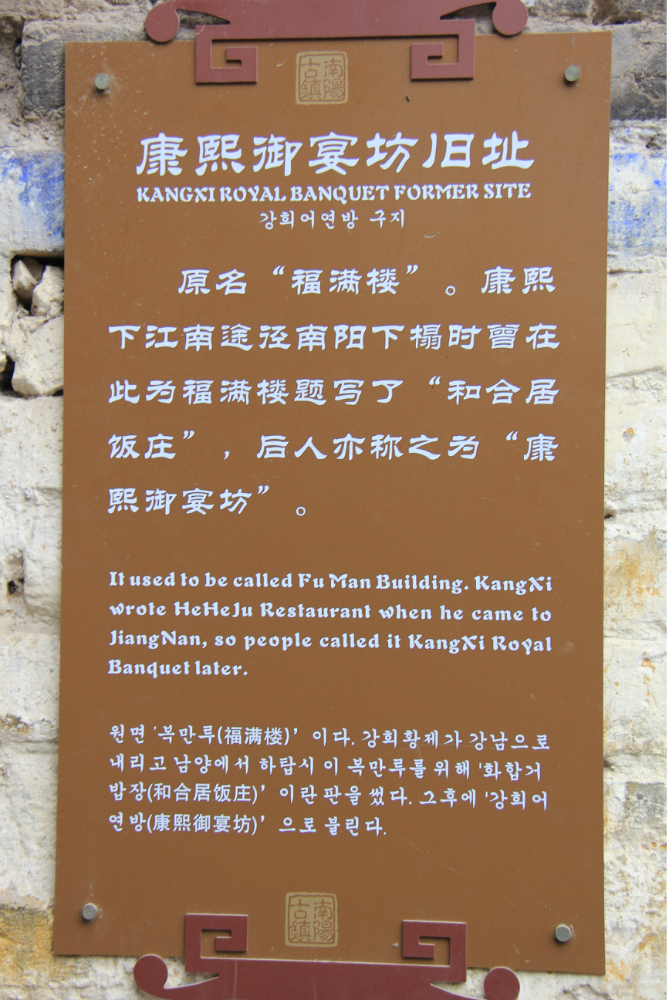 南陽
古鎮
康熙御宴坊旧址
KANGXI ROYAL BANQUET FORMER SITE
강희어연방 구지
原名“福满楼”。康熙
下江南途径南阳下榻时曾在
此为福满楼题写了“和合居
饭庄”，后人亦称之为“康
熙御宴坊”。
It used to be called Fu Man Building. KangXi
wrote HeHeJu Restaurant when he came to
JiangNan, so people called it KangXi Royal
Banquet later.
원면 '복만루(福满楼)’ 이다. 강희황제가 강남으로
내리고 남양에서 하탑시 이 복만루를 위해 '화합거
밥장(和合居饭庄)’ 이란 판을 썼다. 그후에 '강희어
연방(康熙御宴坊)’ 으로 불린다.
南陽
古鎮